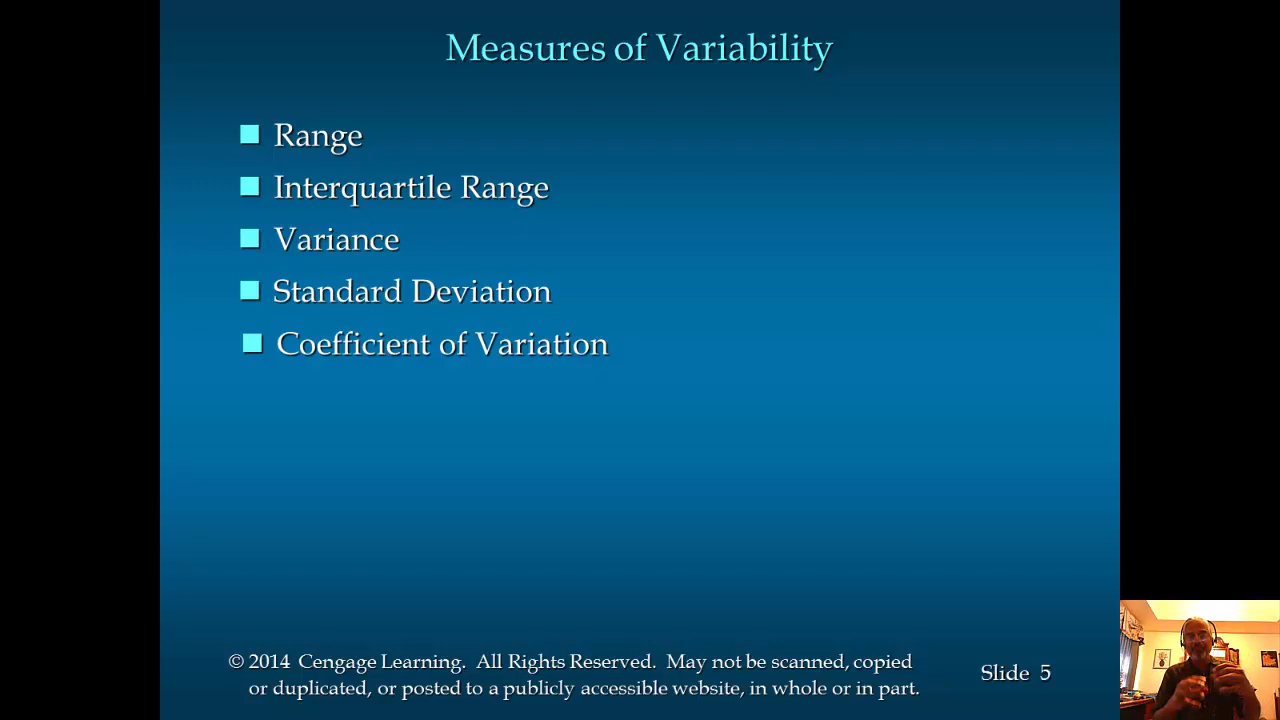 Measures of Variability
Range
Interquartile Range
Variance
Standard Deviation
Coefficient of Variation
© 2014 Cengage Learning. All Rights Reserved. May not be scanned, copied
or duplicated, or posted to a publicly accessible website, in whole or in part.
Slide 5